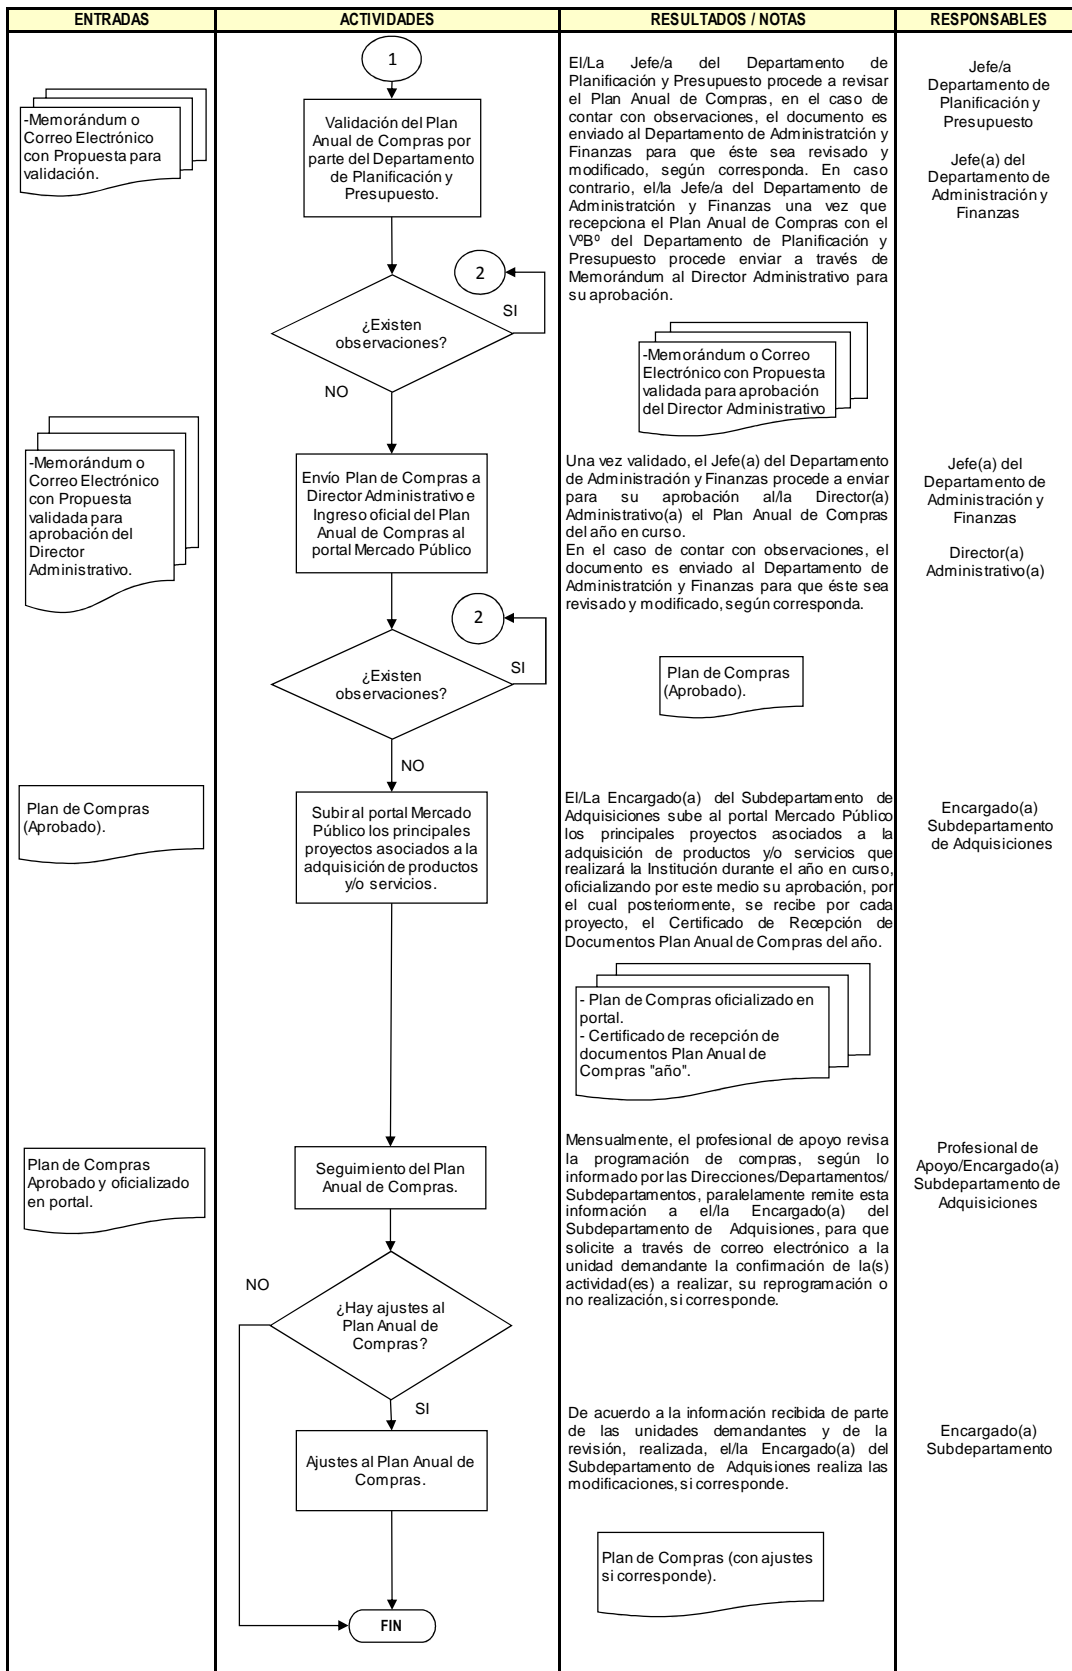 ENTRADAS
ACTIVIDADES
RESULTADOS / NOTAS
RESPONSABLES
1
-Memorándum o
Correo Electrónico
con Propuesta para
validación.
Validación del Plan
Anual de Compras por
parte del Departamento
de Planificación y
Presupuesto.
El/La Jefe/a del Departamento de
Planificación y Presupuesto procede a revisar
el Plan Anual de Compras, en el caso de
contar con observaciones, el documento es
enviado al Departamento de Administratción y
Finanzas para que éste sea revisado y
modificado, según corresponda. En caso
contrario, el/la Jefe/a del Departamento de
Administratción y Finanzas una vez que
recepciona el Plan Anual de Compras con el
VºBº del Departamento de Planificación y
Presupuesto procede enviar a través de
Memorándum al Director Administrativo para
su aprobación.
Jefe/a
Departamento de
Planificación y
Presupuesto
Jefe(a) del
Departamento de
Administración y
Finanzas
2
SI
¿Existen
observaciones?
NO
-Memorándum o Correo
Electrónico con Propuesta
validada para aprobación
del Director Administrativo
-Memorándum o
Correo Electrónico
con Propuesta
validada para
aprobación del
Director
Administrativo.
Envío Plan de Compras a
Director Administrativo e
Ingreso oficial del Plan
Anual de Compras al
portal Mercado Público
Una vez validado, el Jefe(a) del Departamento
de Administración y Finanzas procede a enviar
para su aprobación al/la Director(a)
Administrativo(a) el Plan Anual de Compras
del año en curso.
En el caso de contar con observaciones, el
documento es enviado al Departamento de
Administratción y Finanzas para que éste sea
revisado y modificado, según corresponda.
Jefe(a) del
Departamento de
Administración y
Finanzas
Director(a)
Administrativo(a)
2
SI
¿Existen
observaciones?
NO
Plan de Compras
(Aprobado).
Plan de Compras
(Aprobado).
Subir al portal Mercado
Público los principales
proyectos asociados a la
adquisición de productos
y/o servicios.
El/La Encargado(a) del Subdepartamento de
Adquisiciones sube al portal Mercado Público
los principales proyectos asociados a la
adquisición de productos y/o servicios que
realizará la Institución durante el año en curso,
oficializando por este medio su aprobación, por
el cual posteriormente, se recibe por cada
proyecto, el Certificado de Recepción de
Documentos Plan Anual de Compras del año.
Encargado(a)
Subdepartamento
de Adquisiciones
- Plan de Compras oficializado en
portal.
- Certificado de recepción de
documentos Plan Anual de
Compras "año".
Plan de Compras
Aprobado y oficializado
en portal.
Seguimiento del Plan
Anual de Compras.
Mensualmente, el profesional de apoyo revisa
la programación de compras, según lo
informado por las Direcciones/Departamentos/
Subdepartamentos, paralelamente remite esta
información a el/la Encargado(a) del
Subdepartamento de Adquisiones, para que
solicite a través de correo electrónico a la
unidad demandante la confirmación de la(s)
actividad(es) a realizar, su reprogramación o
no realización, si corresponde.
Profesional de
Apoyo/Encargado(a)
Subdepartamento de
Adquisiciones
NO
¿Hay ajustes al
Plan Anual de
Compras?
SI
Ajustes al Plan Anual de
Compras.
De acuerdo a la información recibida de parte
de las unidades demandantes y de la
revisión, realizada, el/la Encargado(a) del
Subdepartamento de Adquisiones realiza las
modificaciones, si corresponde.
Encargado(a)
Subdepartamento
Plan de Compras (con ajustes
si corresponde).
FIN